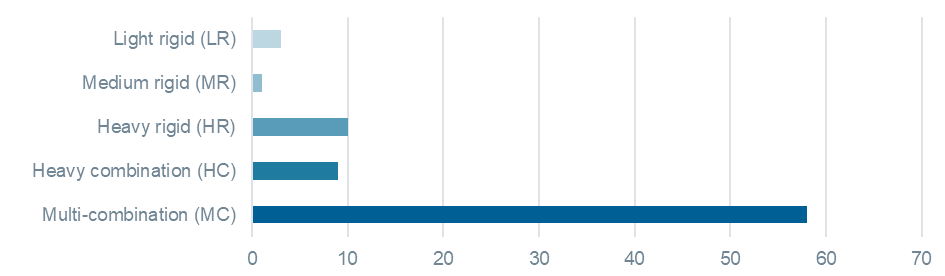 Light rigid (LR)
Medium rigid (MR)
Heavy rigid (HR)
Heavy combination (HC)
Multi-combination (MC)
0 10 20 30 40 50 60 70